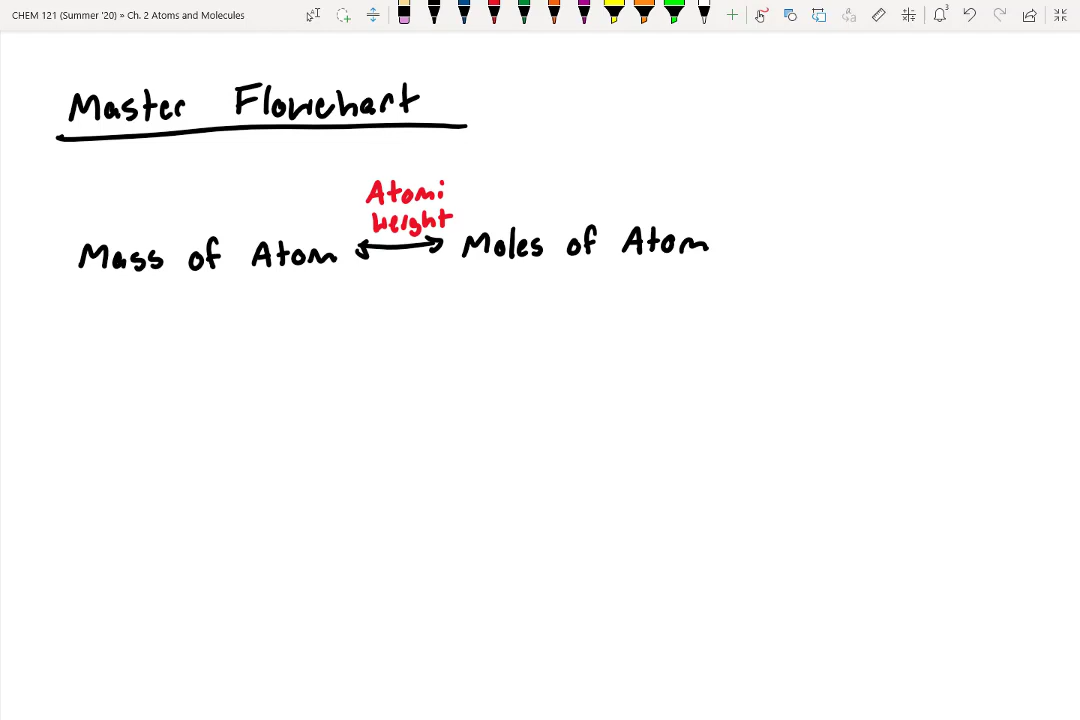 CHEM 121 (Summer '20) » Ch. 2 Atoms and Molecules
3
Master Flowchart
Atomi
weight
Mass of Atom Moles of Atom